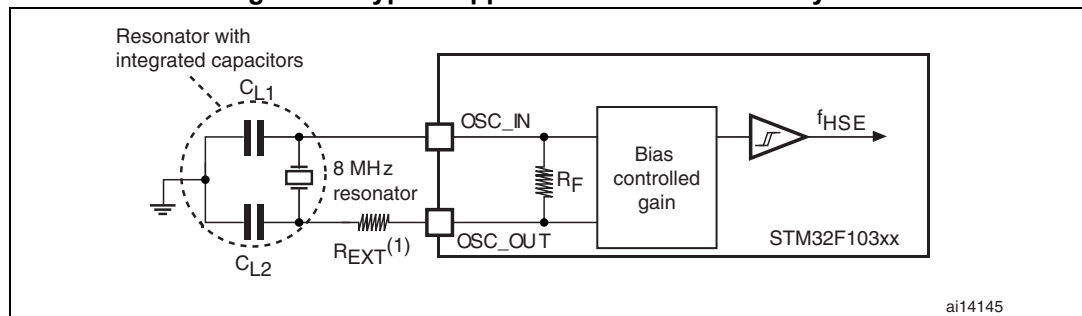 Resonator with
integrated capacitors
CL1
OSC_IN
fHSE
8 MHz
resonator
RF
Bias
controlled
gain
OSC_OUT
STM32F103xx
REXT(1)
CL2
ai14145